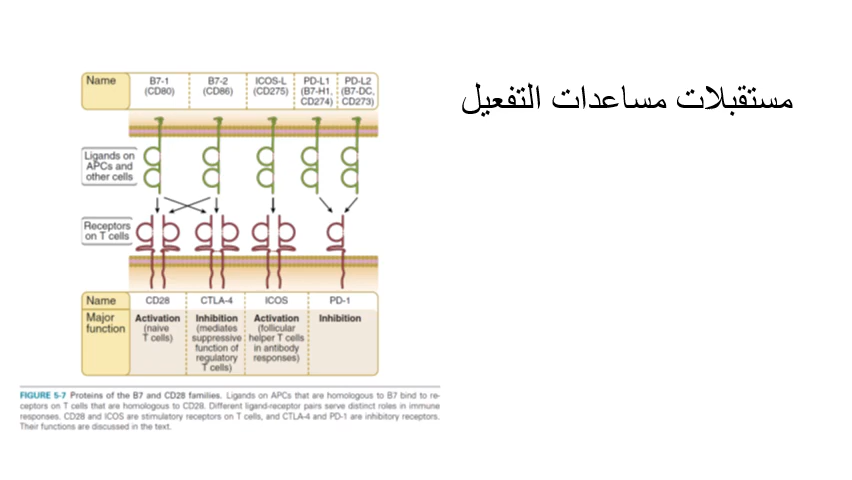 مستقبلات مساعدات التفعيل
Name
B7-1
(CD80)
B7-2
(CD86)
ICOS-L
(CD275)
PD-L1
(B7-H1,
CD274)
PD-L2
(B7-DC,
CD273)
Ligands on
APCs and
other cells
Receptors
on T cells
Name
CD28
CTLA-4
ICOS
PD-1
Major
function
Activation
(naive
T cells)
Inhibition
(mediates
suppressive
function of
regulatory
T cells)
Activation
(follicular
helper T cells
in antibody
responses)
Inhibition
FIGURE 5-7 Proteins of the B7 and CD28 families. Ligands on APCs that are homologous to B7 bind to re-
ceptors on T cells that are homologous to CD28. Different ligand-receptor pairs serve distinct roles in immune
responses. CD28 and ICOS are stimulatory receptors on T cells, and CTLA-4 and PD-1 are inhibitory receptors.
Their functions are discussed in the text.